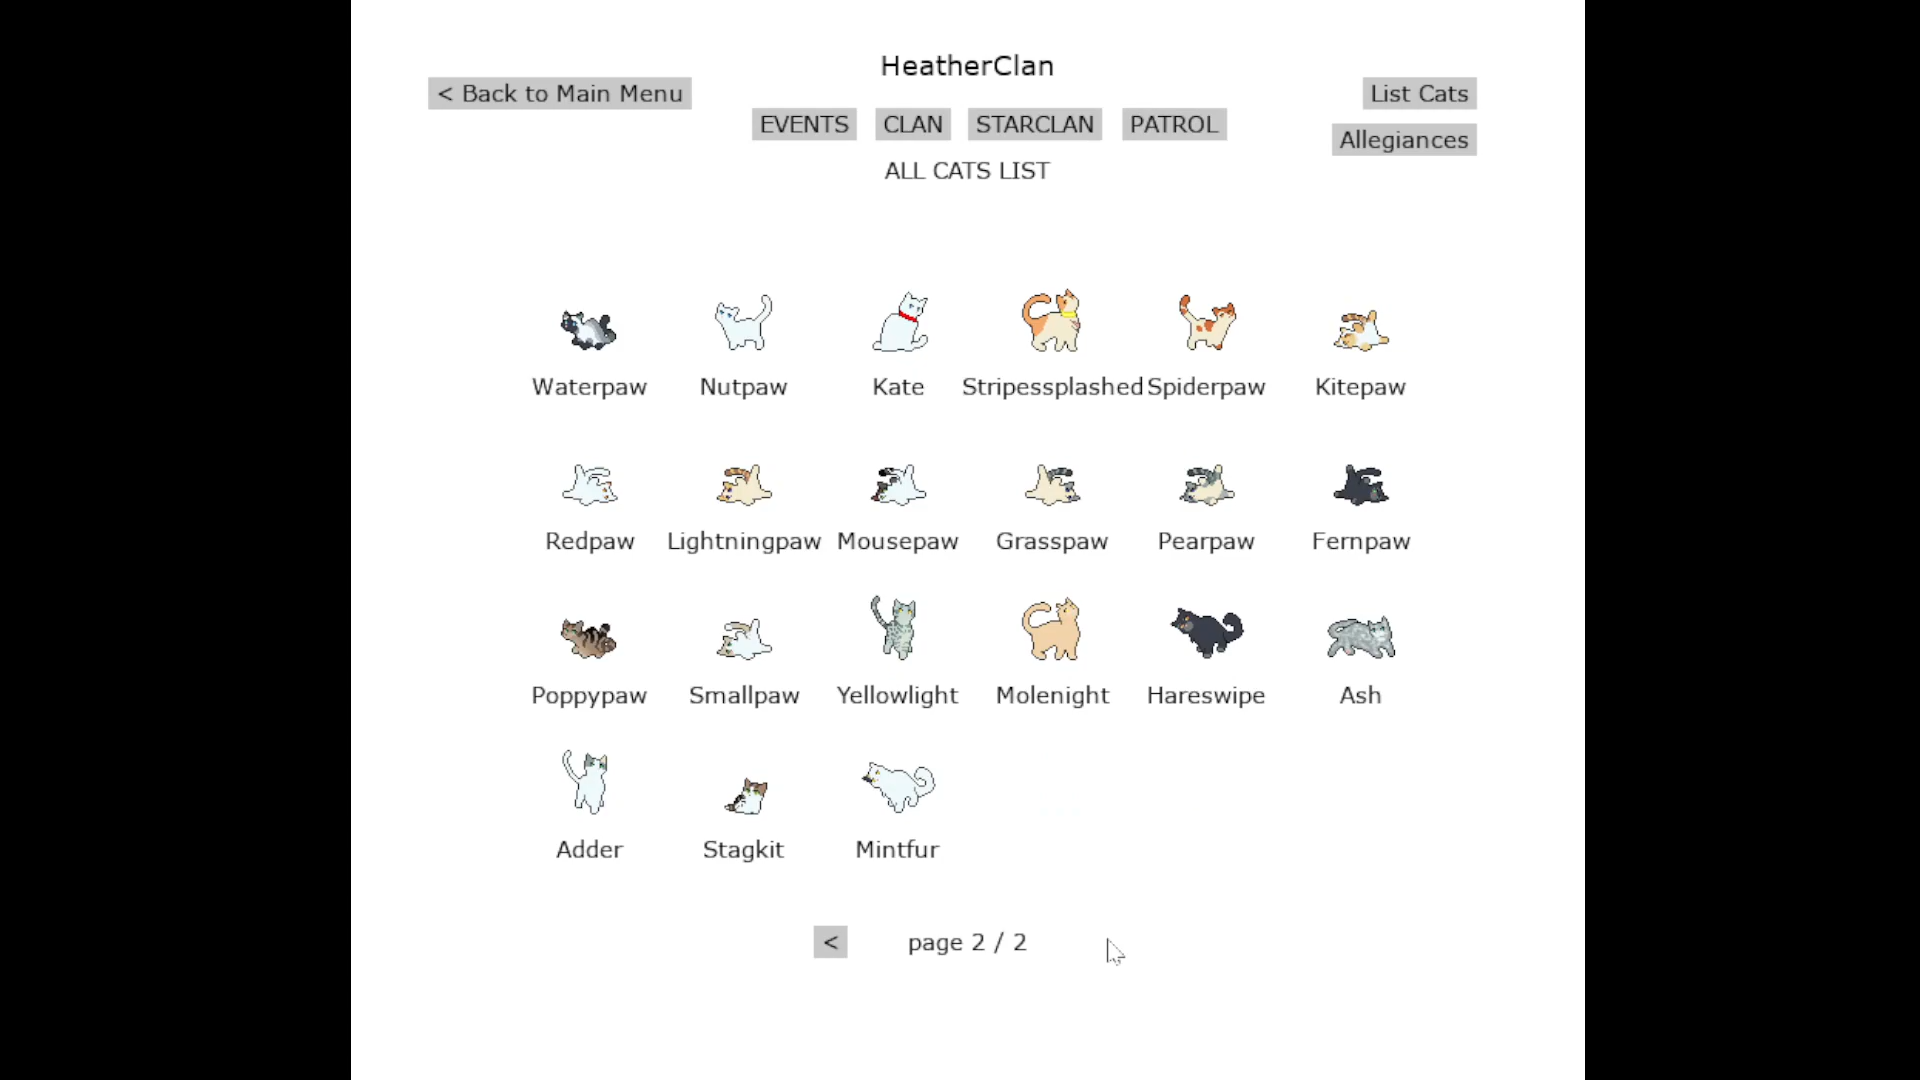 HeatherClan
< Back to Main Menu
List Cats
EVENTS CLAN STARCLAN PATROL
Allegiances
ALL CATS LIST
Waterpaw Nutpaw Kate Stripessplashed Spiderpaw Kitepaw
Redpaw Lightningpaw Mousepaw Grasspaw Pearpaw Fernpaw
Poppypaw Smallpaw Yellowlight Molenight Hareswipe Ash
Adder Stagkit Mintfur
< page 2 / 2